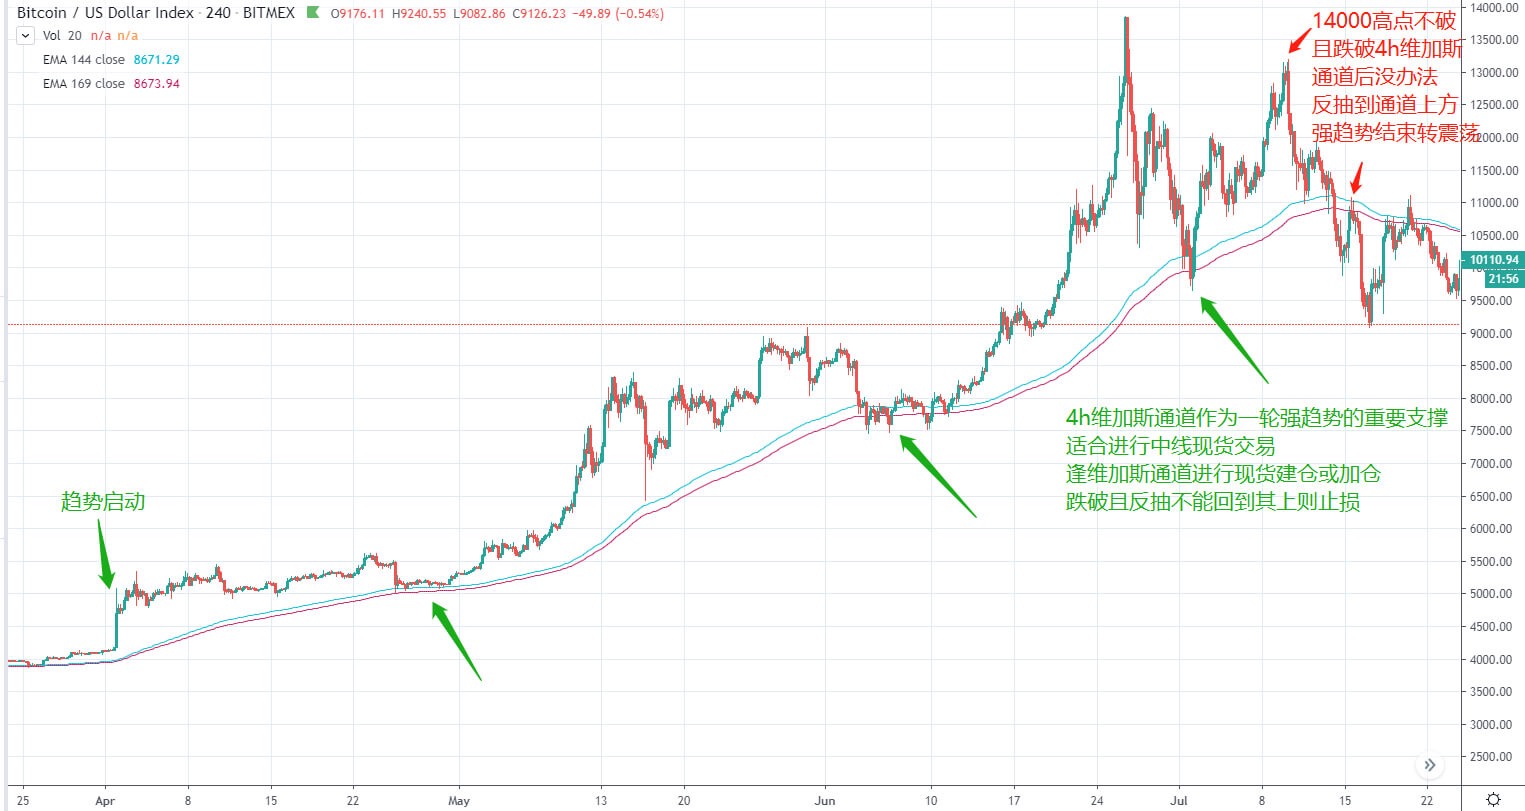 Bitcoin / US Dollar Index · 240 · BITMEX O9176.11 H9240.55 L9082.86 C9126.23 −49.89 (−0.54%)
Vol 20 n/a n/a
EMA 144 close 8671.29
EMA 169 close 8673.94
14000高点不破
且跌破4h维加斯
通道后没办法
反抽到通道上方
强趋势结束转震荡
趋势启动
4h维加斯通道作为一轮强趋势的重要支撑
适合进行中线现货交易
逢维加斯通道进行现货建仓或加仓
跌破且反抽不能回到其上则止损
14000.00
13500.00
13000.00
12500.00
12000.00
11500.00
11000.00
10500.00
10110.94
21:56
9500.00
9000.00
8500.00
8000.00
7500.00
7000.00
6500.00
6000.00
5500.00
5000.00
4500.00
4000.00
3500.00
3000.00
2500.00
25 Apr 8 15 22 May 13 20 Jun 10 17 24 Jul 8 15 22